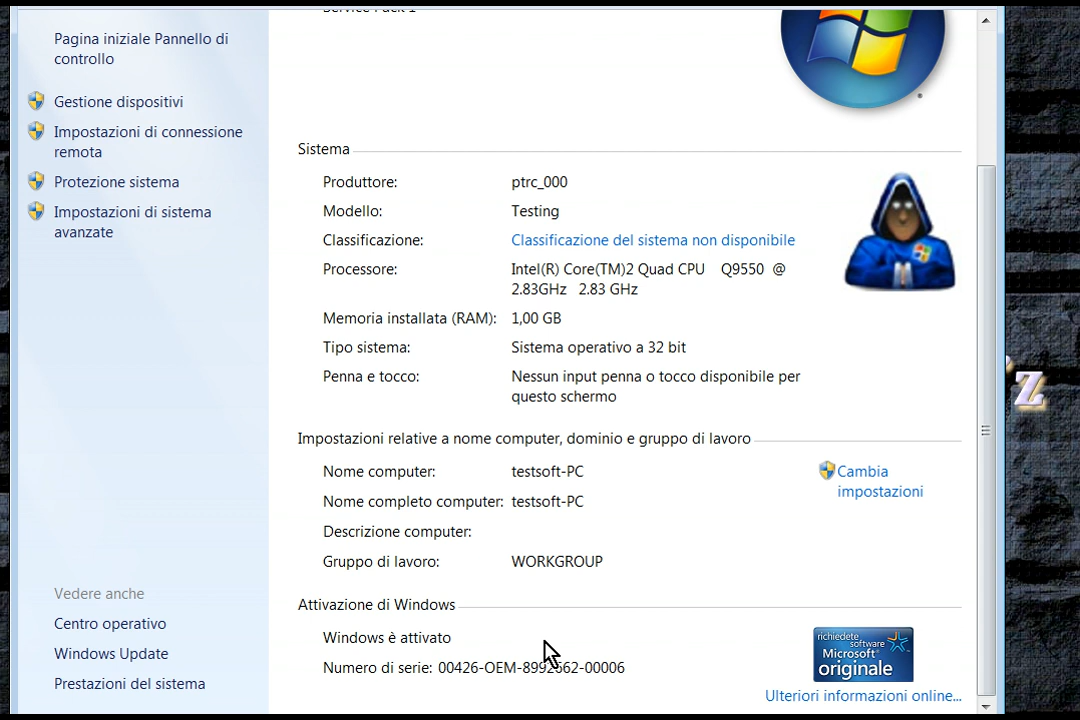 Service Pack 1
Pagina iniziale Pannello di
controllo
Gestione dispositivi
Impostazioni di connessione
remota
Protezione sistema
Impostazioni di sistema
avanzate
Sistema
Produttore: ptrc_000
Modello: Testing
Classificazione: Classificazione del sistema non disponibile
Processore: Intel(R) Core(TM)2 Quad CPU Q9550 @
2.83GHz 2.83 GHz
Memoria installata (RAM): 1,00 GB
Tipo sistema: Sistema operativo a 32 bit
Penna e tocco: Nessun input penna o tocco disponibile per
questo schermo
Impostazioni relative a nome computer, dominio e gruppo di lavoro
Nome computer: testsoft-PC
Cambia
impostazioni
Nome completo computer: testsoft-PC
Descrizione computer:
Gruppo di lavoro: WORKGROUP
Attivazione di Windows
Windows è attivato
Numero di serie: 00426-OEM-8992662-00006
richiedete
software
Microsoft
originale
Ulteriori informazioni online...
Vedere anche
Centro operativo
Windows Update
Prestazioni del sistema
Z